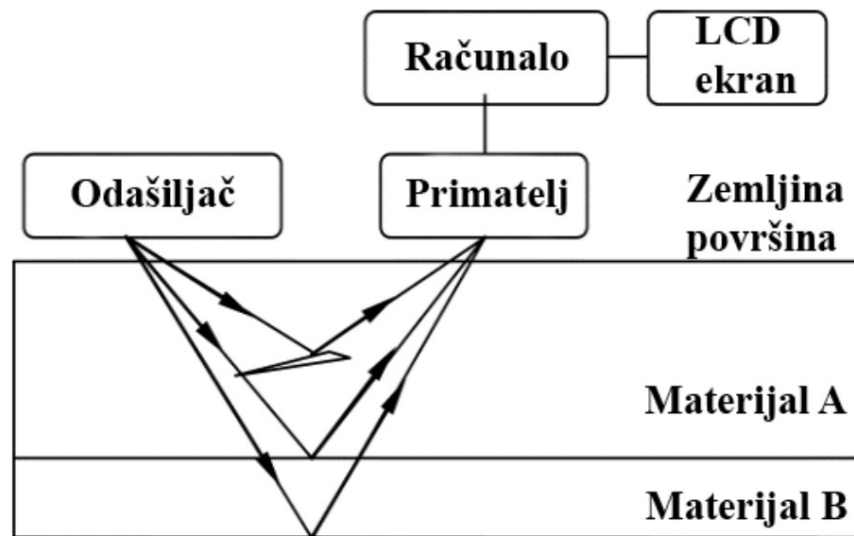 Računalo
LCD
ekran
Odašiljač
Primatelj
Zemljina
površina
Materijal A
Materijal B